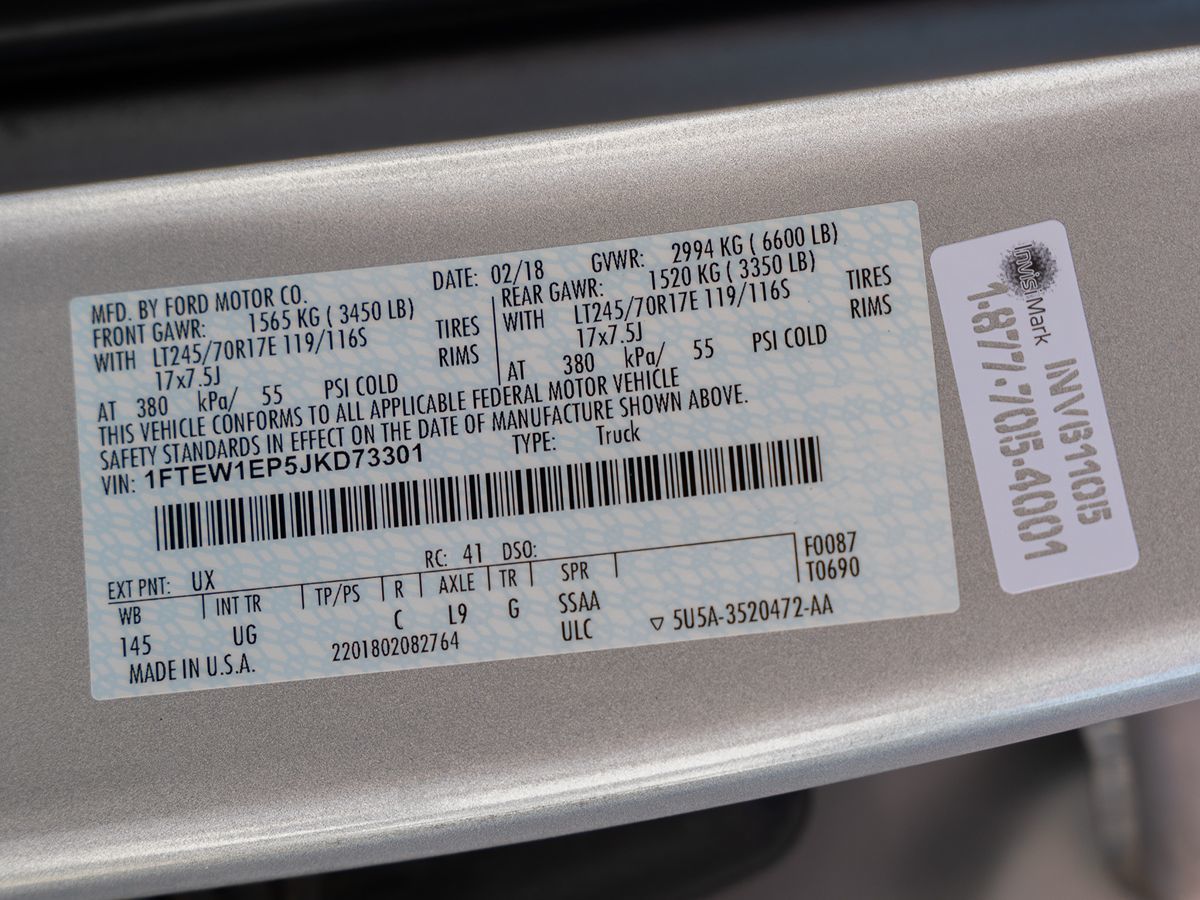 MFD. BY FORD MOTOR CO. DATE: 02/18 GVWR: 2994 KG ( 6600 LB)
FRONT GAWR: 1565 KG ( 3450 LB) REAR GAWR: 1520 KG ( 3350 LB)
WITH LT245/70R17E 119/116S TIRES WITH LT245/70R17E 119/116S TIRES
17x7.5J RIMS 17x7.5J RIMS
AT 380 kPa/ 55 PSI COLD AT 380 kPa/ 55 PSI COLD
THIS VEHICLE CONFORMS TO ALL APPLICABLE FEDERAL MOTOR VEHICLE
SAFETY STANDARDS IN EFFECT ON THE DATE OF MANUFACTURE SHOWN ABOVE.
VIN: 1FTEW1EP5JKD73301 TYPE: Truck
EXT PNT: UX RC: 41 DSO: F0087
WB INT TR TP/PS R AXLE TR SPR T0690
145 UG C L9 G SSAA ▽ 5U5A-3520472-AA
MADE IN U.S.A. 2201802082764 ULC
InvisiMark
INV611105
1.877.705.4001